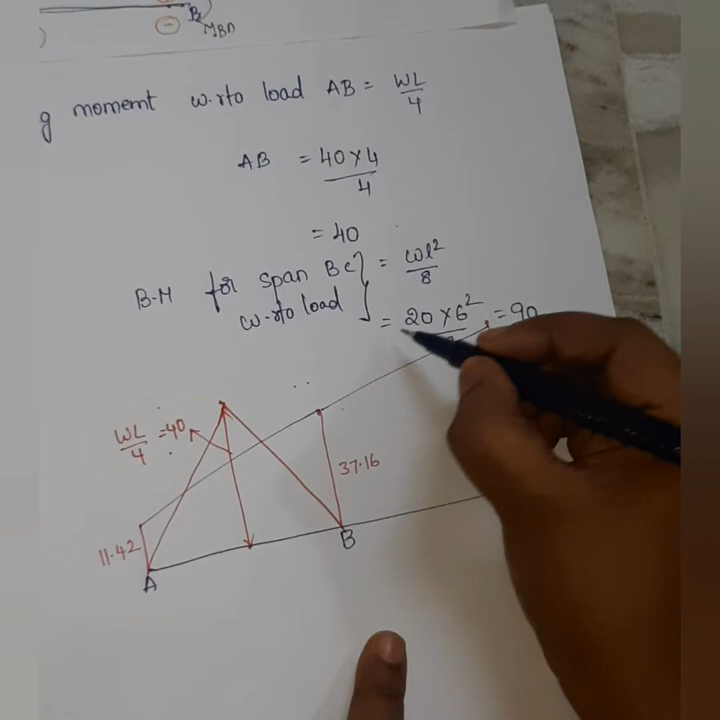 B
MBD
g moment w.r.to load AB = WL/4
AB = 40×4/4
= 40
B.M for span BC } = ωl²/8
w.r.to load } = 20×6² = 90
WL/4 = 40
37.16
11.42
A
B